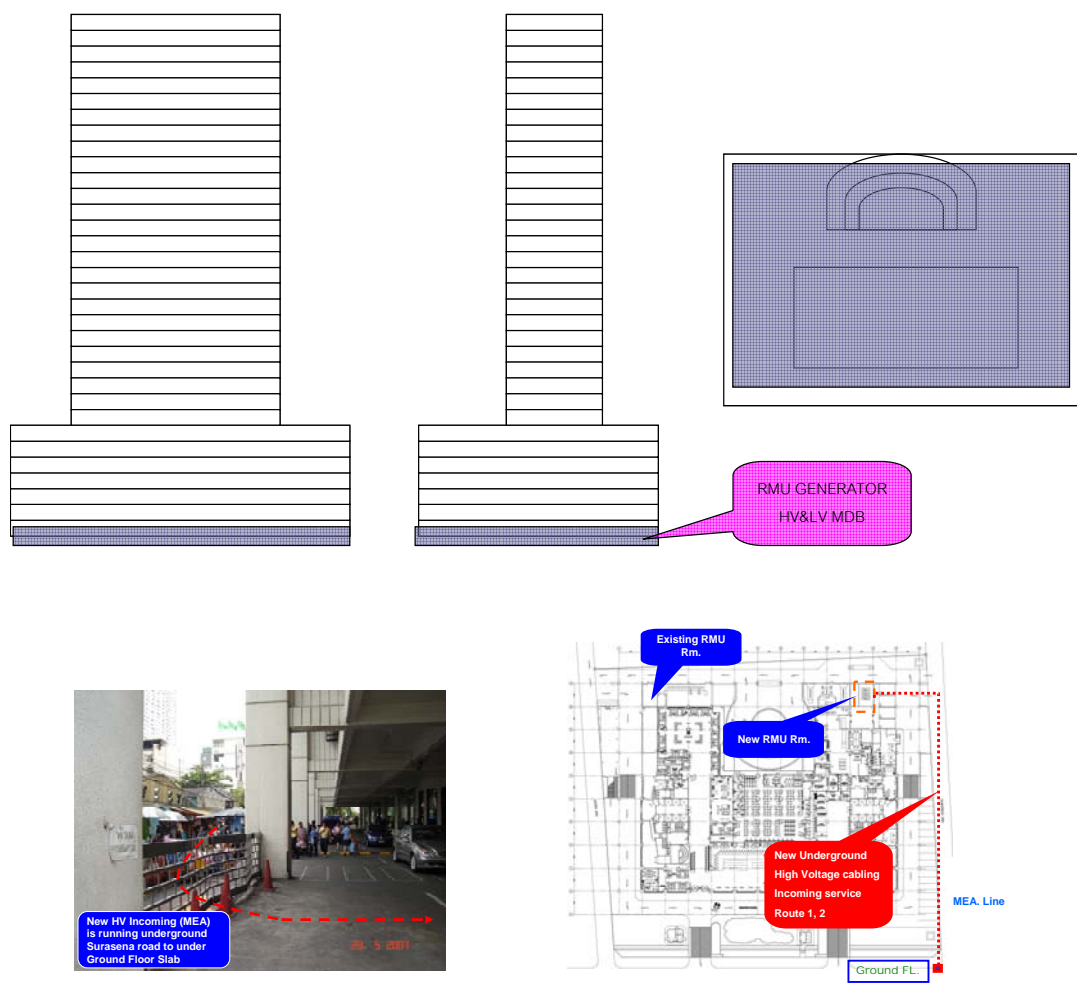 RMU GENERATOR
HV&LV MDB
Existing RMU
Rm.
New RMU Rm.
New Underground
High Voltage cabling
Incoming service
Route 1, 2
MEA. Line
Ground FL.
New HV Incoming (MEA)
is running underground
Surasena road to under
Ground Floor Slab